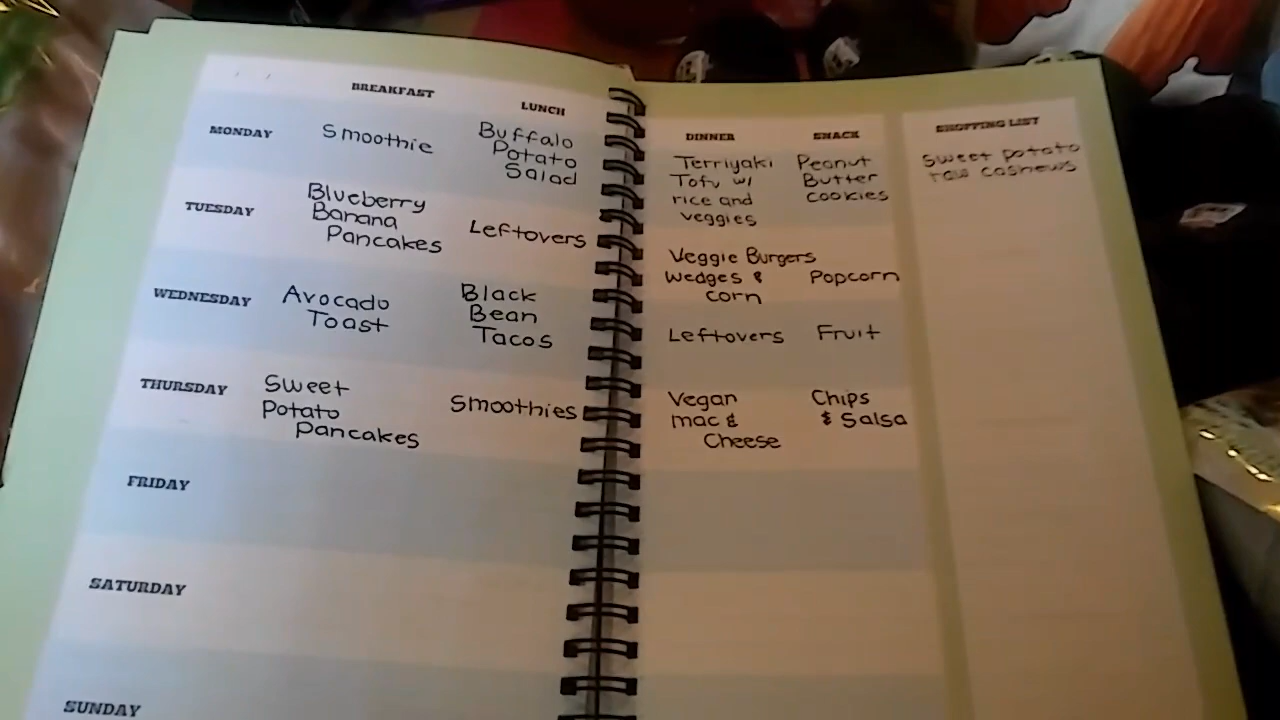 BREAKFAST LUNCH
MONDAY Smoothie Buffalo
Potato
Salad
TUESDAY Blueberry
Banana
Pancakes Leftovers
WEDNESDAY Avocado
Toast Black
Bean
Tacos
THURSDAY Sweet
Potato
Pancakes Smoothies
FRIDAY
SATURDAY
SUNDAY
DINNER SNACK
Terriyaki
Tofu w/
rice and
veggies
Peanut
Butter
Cookies
Veggie Burgers
wedges &
corn
Popcorn
Leftovers Fruit
Vegan
mac &
Cheese
Chips
& Salsa
SHOPPING LIST
sweet potato
raw cashews